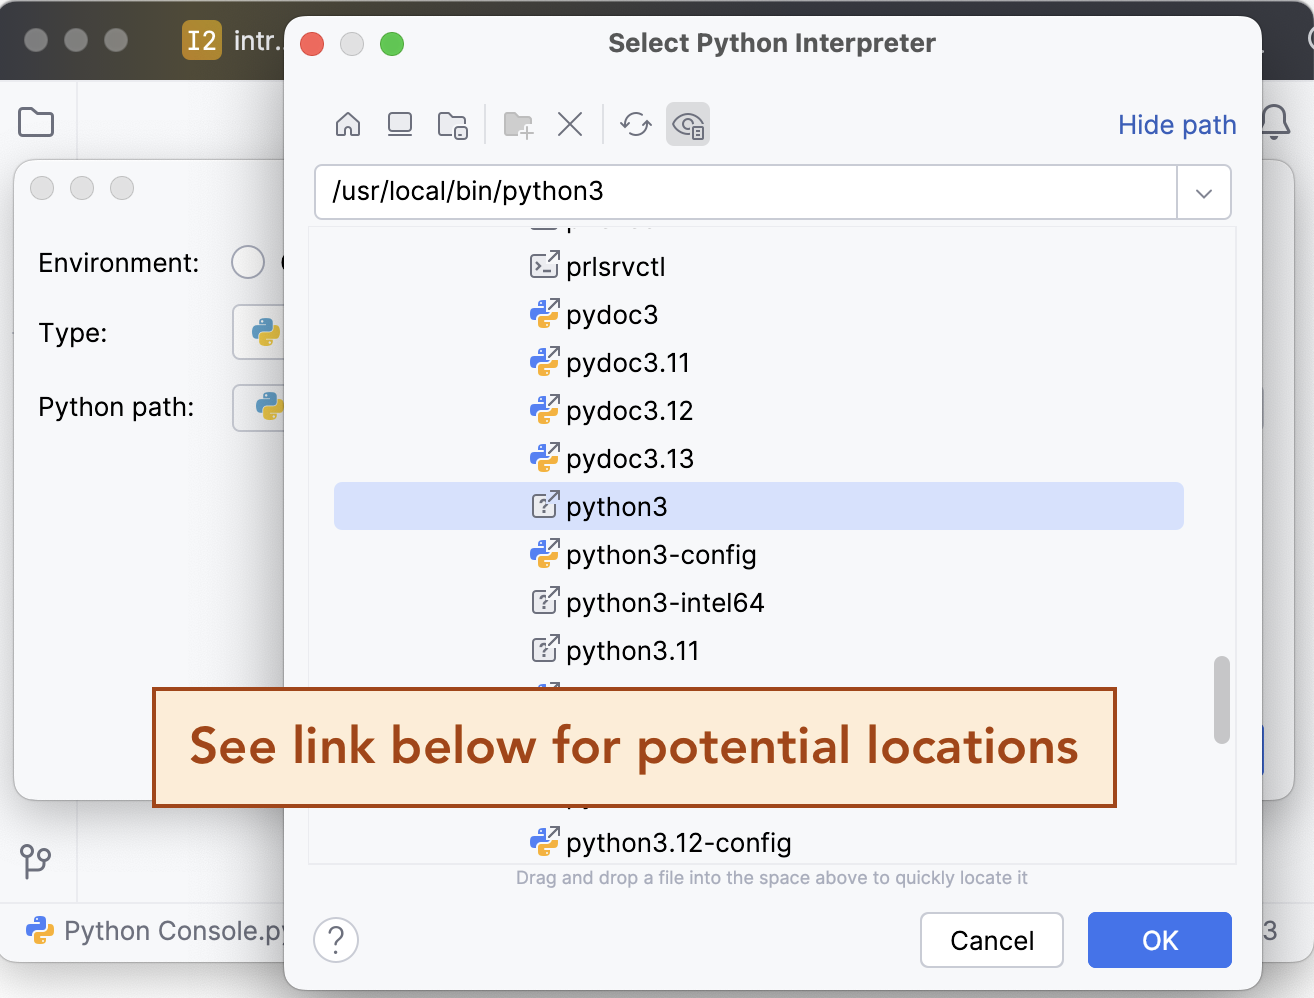 I2 intr...
Select Python Interpreter
Hide path
/usr/local/bin/python3
Environment:
Type:
Python path:
prlsrvctl
pydoc3
pydoc3.11
pydoc3.12
pydoc3.13
python3
python3-config
python3-intel64
python3.11
See link below for potential locations
python3.12-config
Drag and drop a file into the space above to quickly locate it
Python Console.py
3
?
Cancel
OK